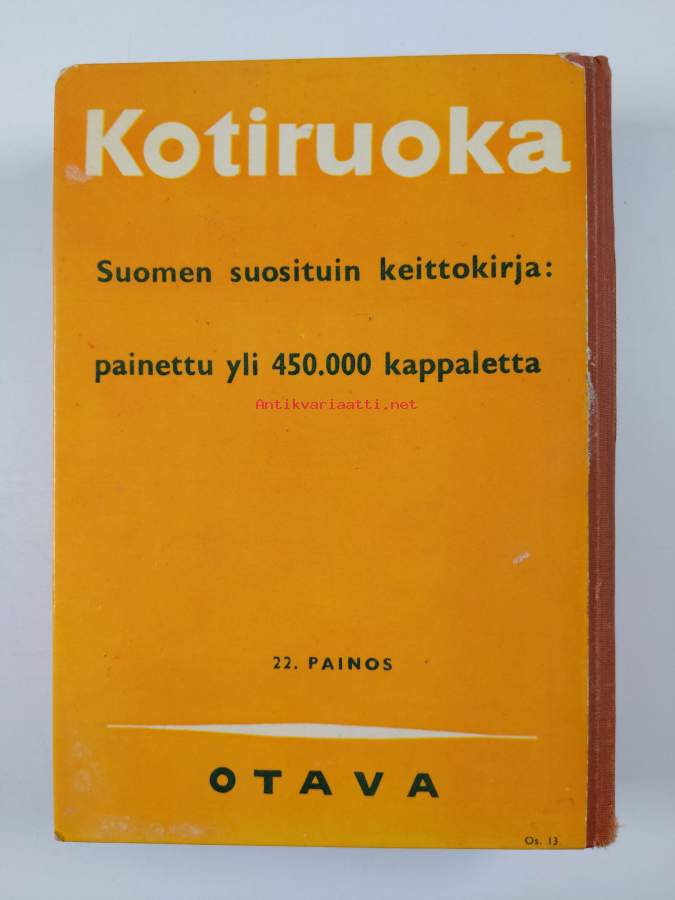 Kotiruoka
Suomen suosituin keittokirja:
painettu yli 450.000 kappaletta
Antikvariaatti.net
22. PAINOS
OTAVA
Os. 13